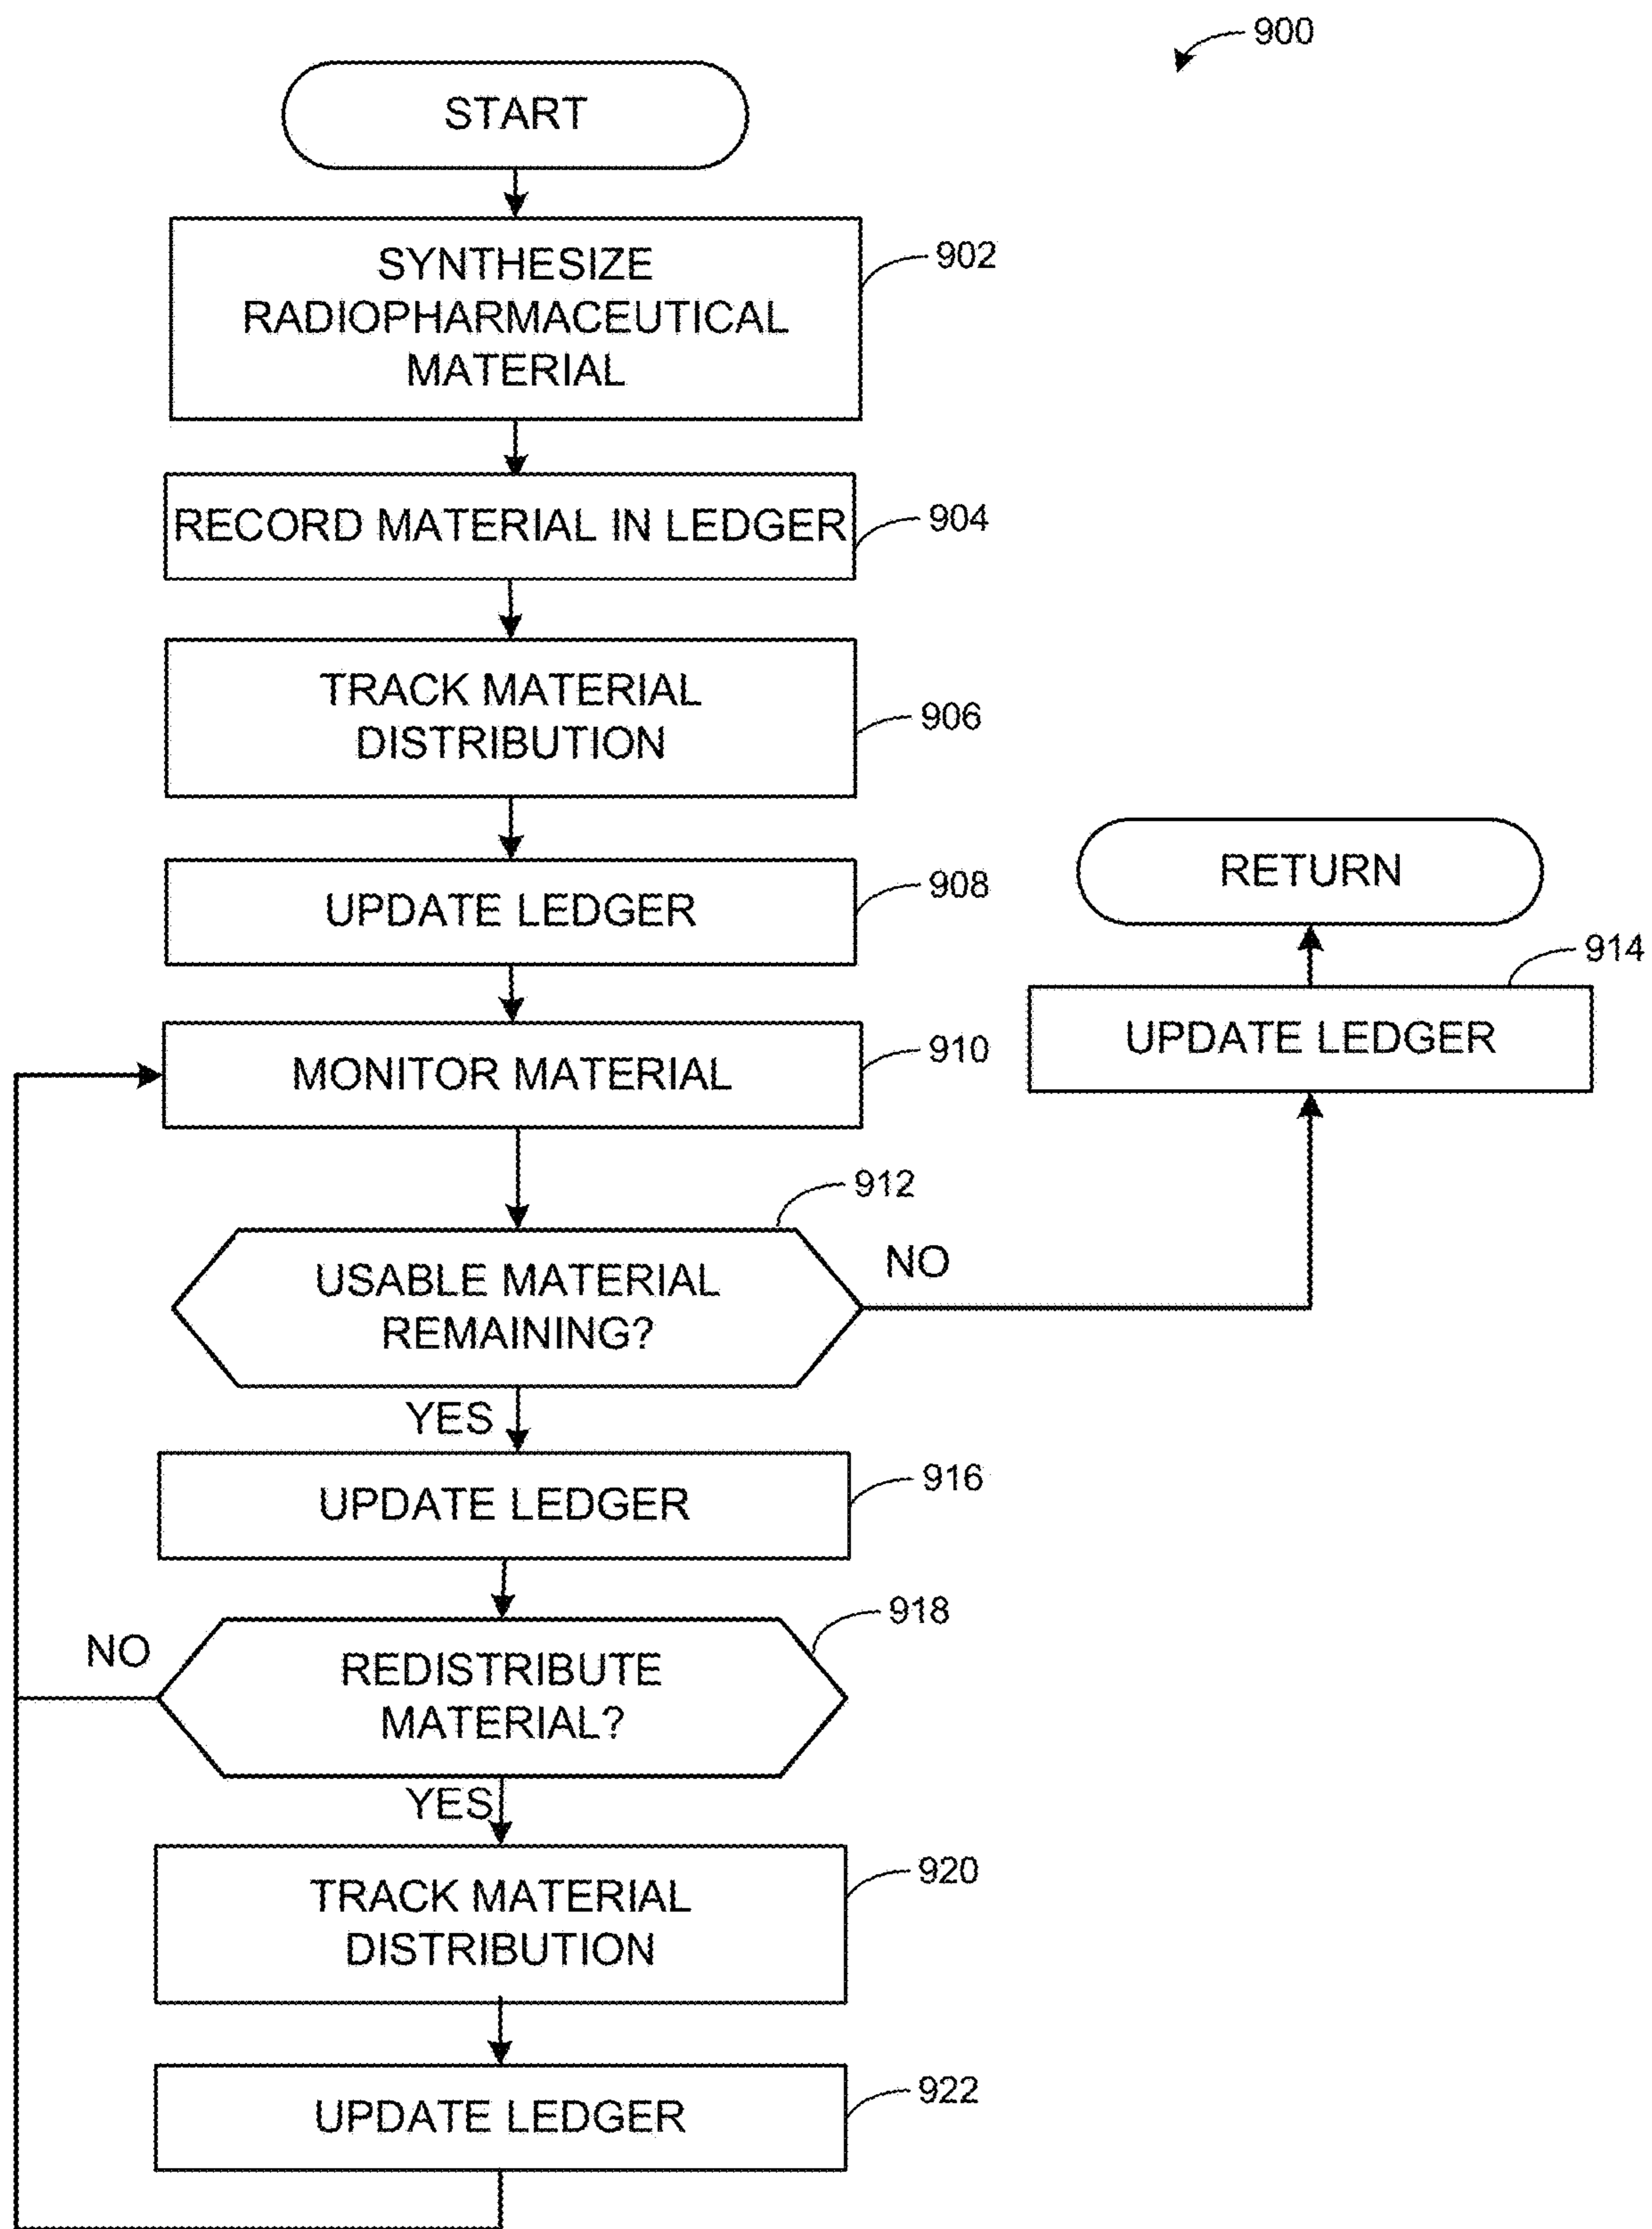 900
START
SYNTHESIZE
RADIOPHARMACEUTICAL
MATERIAL
902
RECORD MATERIAL IN LEDGER
904
TRACK MATERIAL
DISTRIBUTION
906
UPDATE LEDGER
908
MONITOR MATERIAL
910
USABLE MATERIAL
REMAINING?
912
NO
RETURN
914
UPDATE LEDGER
YES
UPDATE LEDGER
916
REDISTRIBUTE
MATERIAL?
918
NO
YES
TRACK MATERIAL
DISTRIBUTION
920
UPDATE LEDGER
922